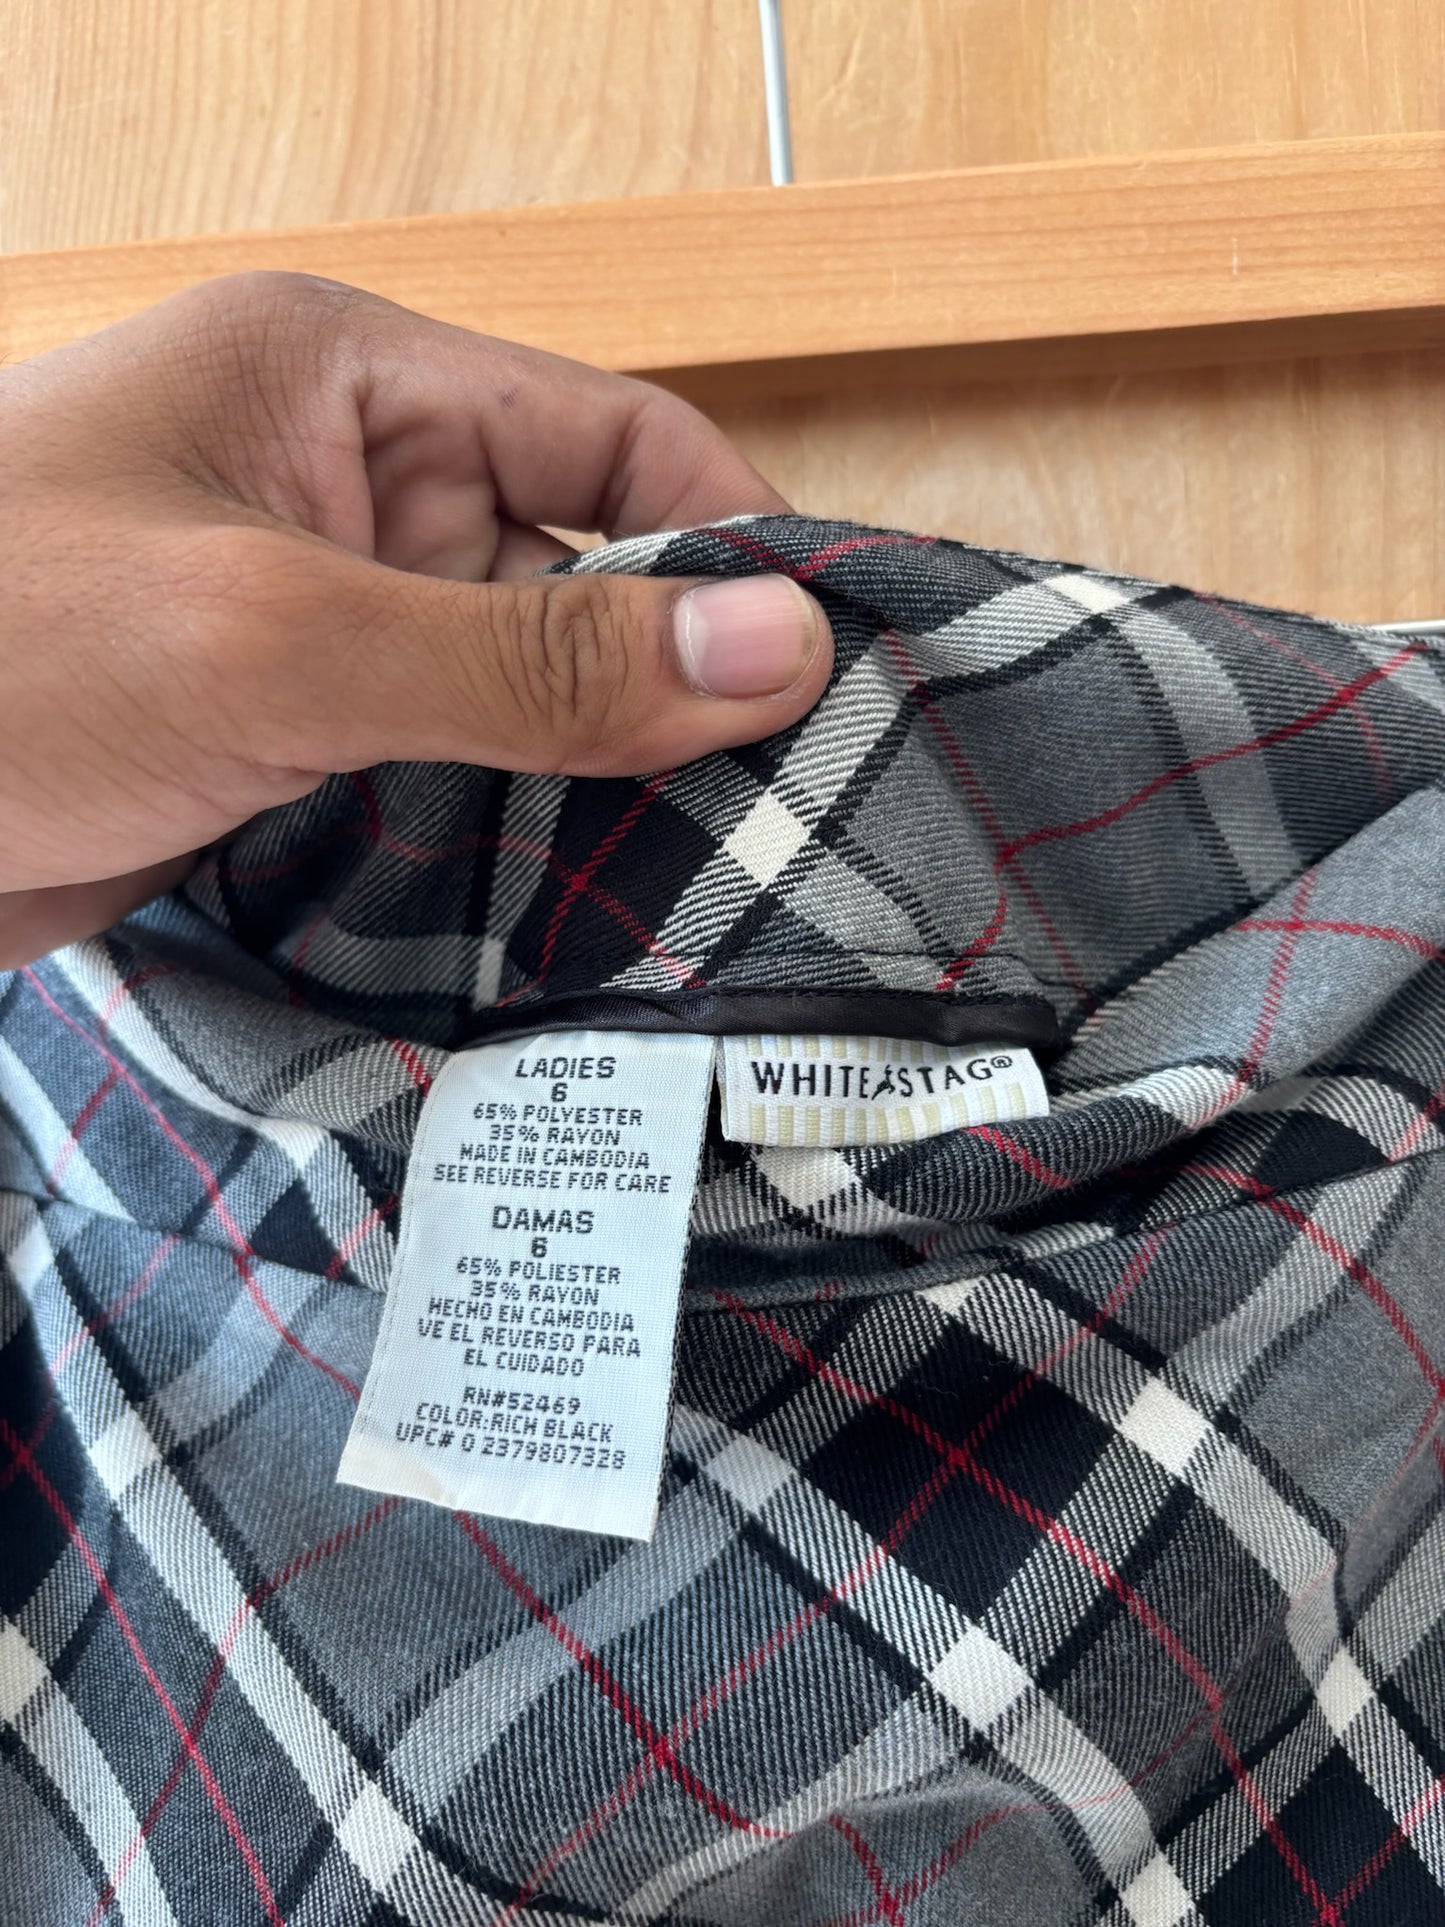 LADIES
6
65% POLYESTER
35% RAYON
MADE IN CAMBODIA
SEE REVERSE FOR CARE
DAMAS
6
65% POLIESTER
35% RAYON
HECHO EN CAMBODIA
VE EL REVERSO PARA
EL CUIDADO
RN#52469
COLOR:RICH BLACK
UPC# 0 2379807328
WHITE STAG®